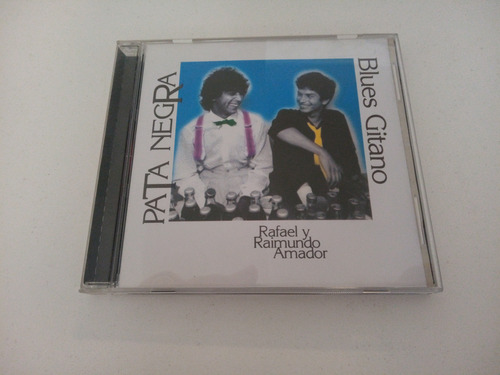 PATA NEGRA
Blues Gitano
Rafael y
Raimundo
Amador